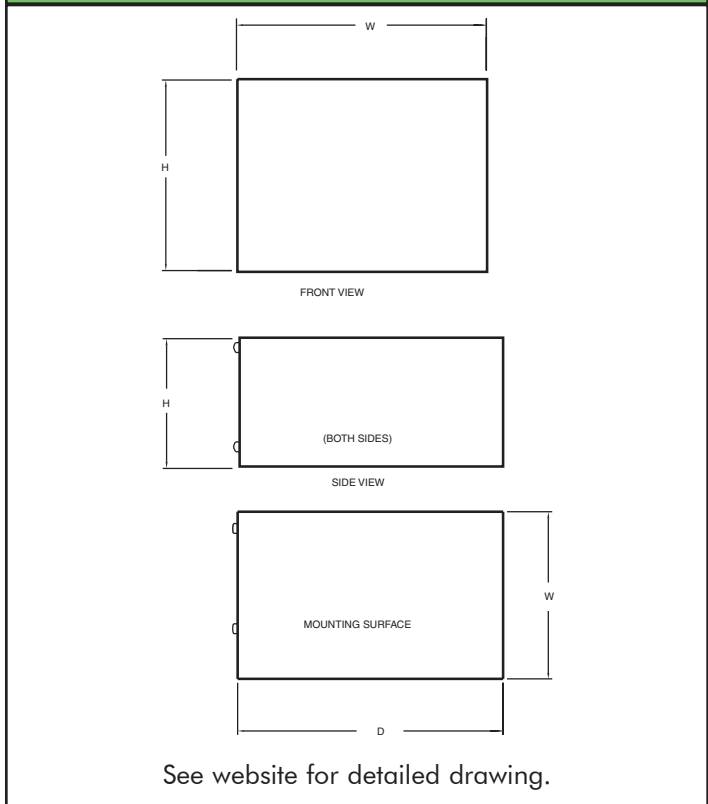 W
H
FRONT VIEW
H
(BOTH SIDES)
SIDE VIEW
W
MOUNTING SURFACE
D
See website for detailed drawing.